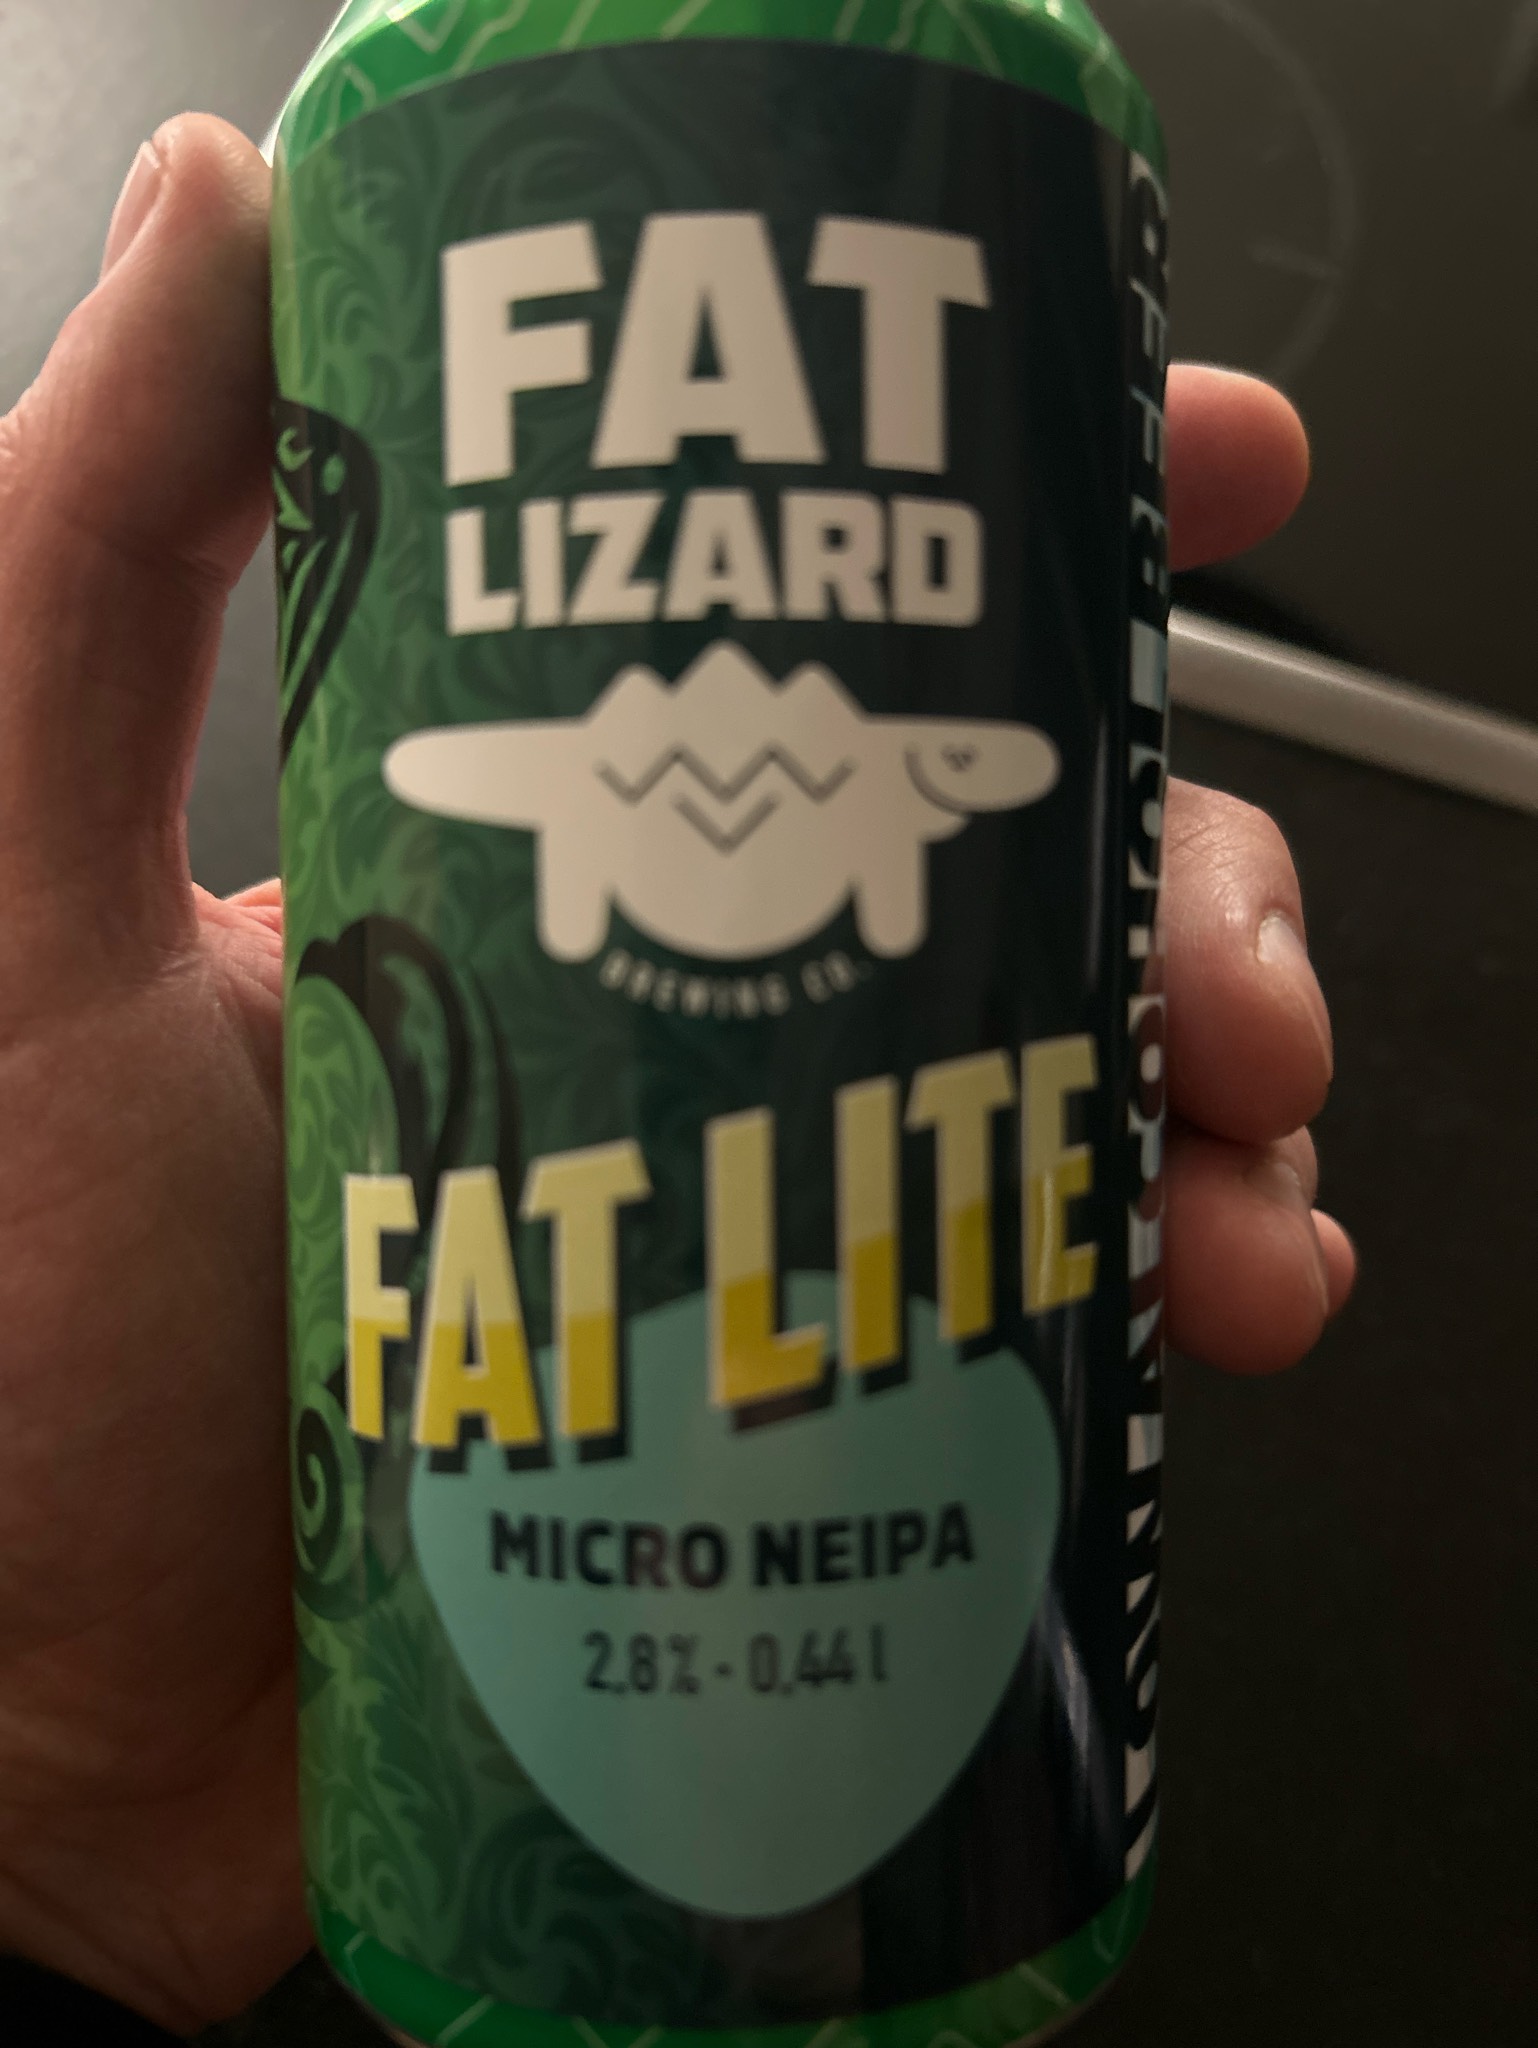 FAT
LIZARD
BREWING CO.
FAT LITE
MICRO NEIPA
2,8% - 0,44 l